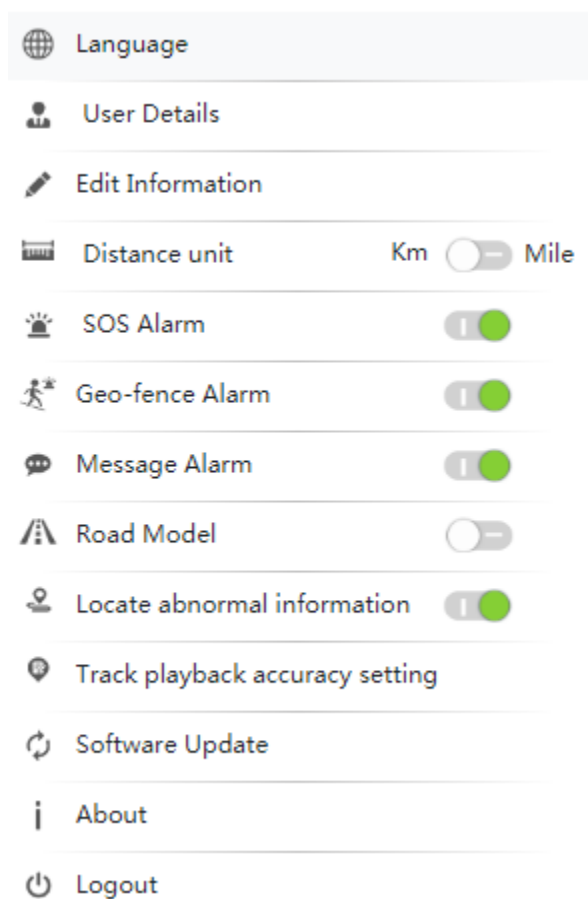 Language
User Details
Edit Information
Distance unit Km Mile
SOS Alarm
Geo-fence Alarm
Message Alarm
Road Model
Locate abnormal information
Track playback accuracy setting
Software Update
About
Logout